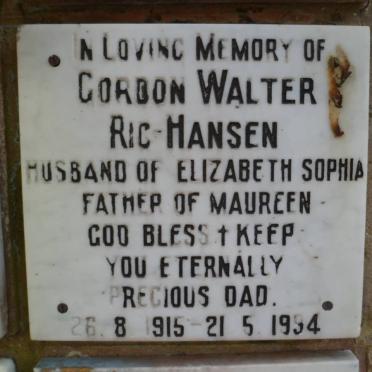 IN LOVING MEMORY OF
GORDON WALTER
RIC-HANSEN
HUSBAND OF ELIZABETH SOPHIA
FATHER OF MAUREEN
GOD BLESS † KEEP
YOU ETERNALLY
PRECIOUS DAD.
26. 8. 1915 - 21. 5. 1994